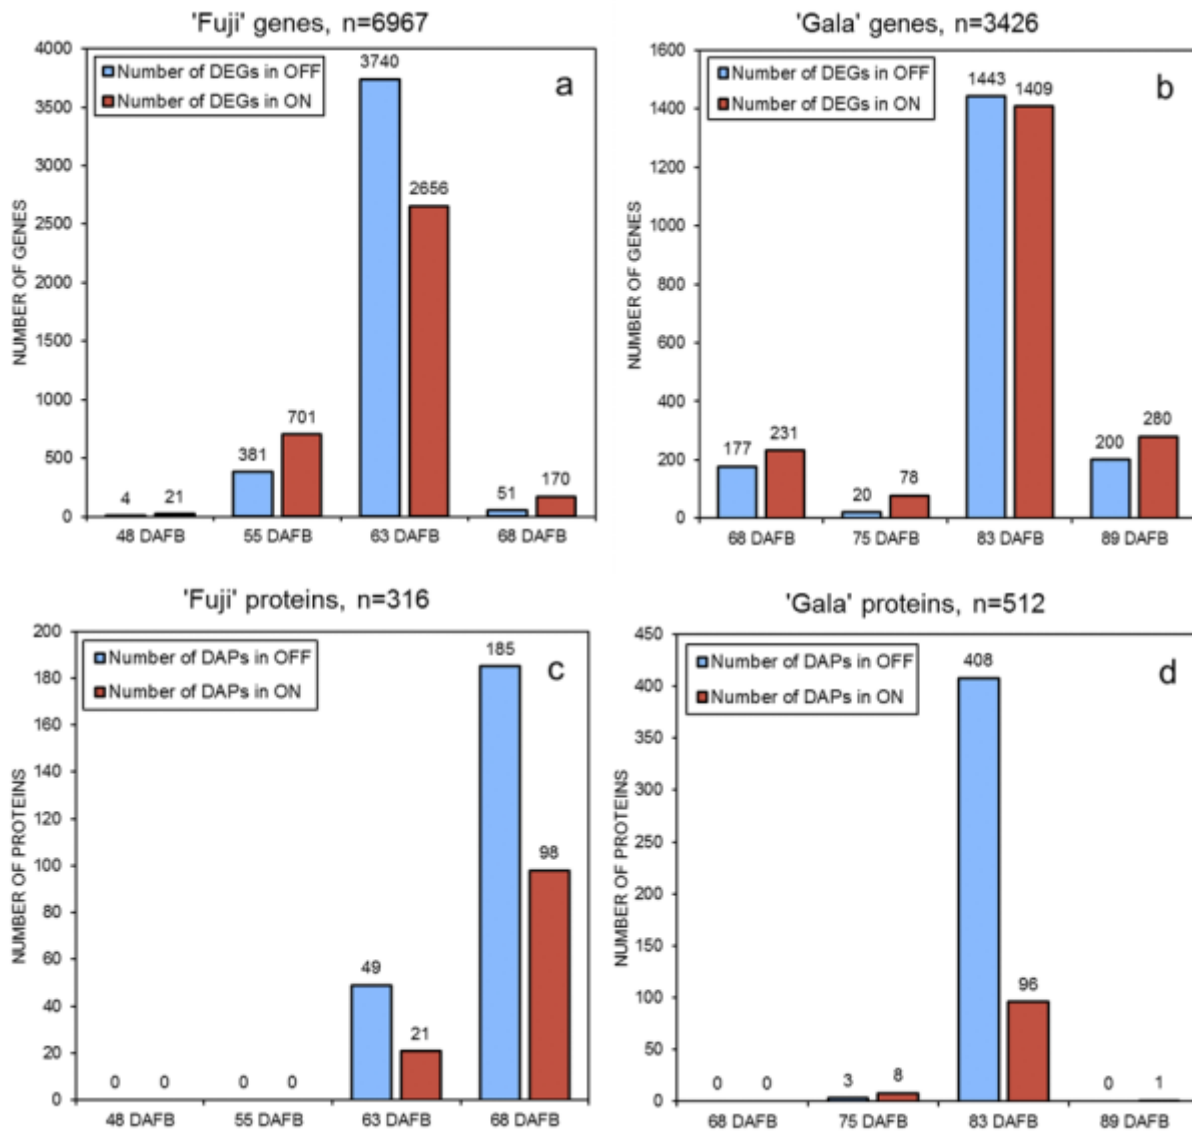 'Fuji' genes, n=6967
4000
3500
3000
2500
2000
1500
1000
500
0
NUMBER OF GENES
Number of DEGs in OFF
Number of DEGs in ON
a
4
21
381
701
3740
2656
51
170
48 DAFB
55 DAFB
63 DAFB
68 DAFB
'Gala' genes, n=3426
1600
1400
1200
1000
800
600
400
200
0
NUMBER OF GENES
Number of DEGs in OFF
Number of DEGs in ON
b
177
231
20
78
1443
1409
200
280
68 DAFB
75 DAFB
83 DAFB
89 DAFB
'Fuji' proteins, n=316
200
180
160
140
120
100
80
60
40
20
0
NUMBER OF PROTEINS
Number of DAPs in OFF
Number of DAPs in ON
c
0
0
0
0
49
21
185
98
48 DAFB
55 DAFB
63 DAFB
68 DAFB
'Gala' proteins, n=512
450
400
350
300
250
200
150
100
50
0
NUMBER OF PROTEINS
Number of DAPs in OFF
Number of DAPs in ON
d
0
0
3
8
408
96
0
1
68 DAFB
75 DAFB
83 DAFB
89 DAFB